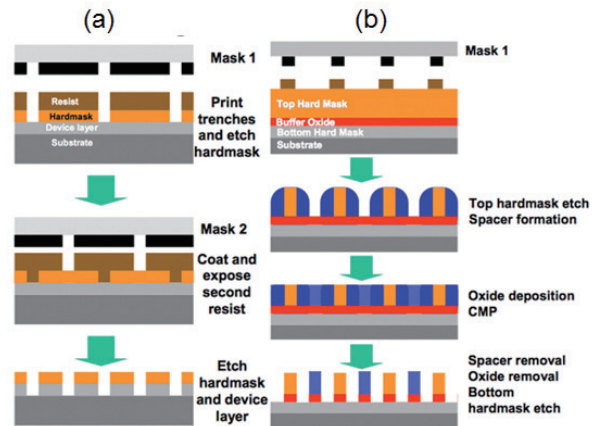 (a)
Mask 1
Resist
Hardmask
Device layer
Substrate
Print
trenches
and etch
hardmask
Mask 2
Coat and
expose
second
resist
Etch
hardmask
and device
layer
(b)
Mask 1
Top Hard Mask
Buffer Oxide
Bottom Hard Mask
Substrate
Top hardmask etch
Spacer formation
Oxide deposition
CMP
Spacer removal
Oxide removal
Bottom
hardmask etch